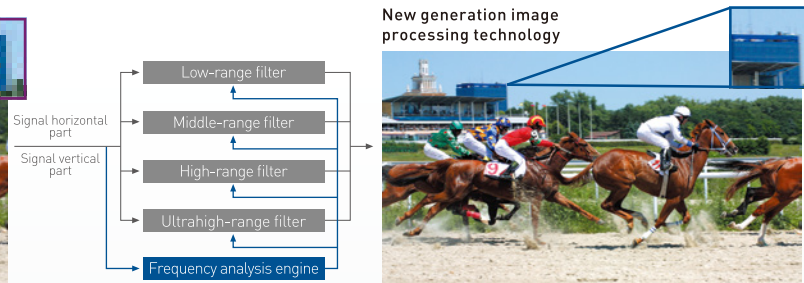 New generation image
processing technology
Low-range filter
Signal horizontal
part
Middle-range filter
Signal vertical
part
High-range filter
Ultrahigh-range filter
Frequency analysis engine
9